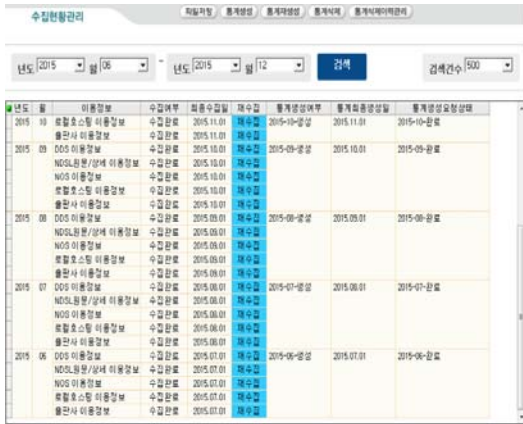 수집현황관리
파일저장 통계생성 통계재생성 통계삭제 통계삭제이력관리
년도 2015 월 06 ~ 년도 2015 월 12 검색 검색건수 500
년도 월 이용정보 수집여부 최종수집일 재수집 통계생성여부 통계최종생성일 통계생성요청상태
2015 10 로컬호스팅 이용정보 수집완료 2015.11.01 재수집 2015-10-생성 2015.11.01 2015-10-완료
출판사 이용정보 수집완료 2015.11.01 재수집
2015 09 DDS 이용정보 수집완료 2015.10.01 재수집 2015-09-생성 2015.10.01 2015-09-완료
NDSL원문/상세 이용정보 수집완료 2015.10.01 재수집
NOS 이용정보 수집완료 2015.10.01 재수집
로컬호스팅 이용정보 수집완료 2015.10.01 재수집
출판사 이용정보 수집완료 2015.10.01 재수집
2015 08 DDS 이용정보 수집완료 2015.09.01 재수집 2015-08-생성 2015.09.01 2015-08-완료
NDSL원문/상세 이용정보 수집완료 2015.09.01 재수집
NOS 이용정보 수집완료 2015.09.01 재수집
로컬호스팅 이용정보 수집완료 2015.09.01 재수집
출판사 이용정보 수집완료 2015.09.01 재수집
2015 07 DDS 이용정보 수집완료 2015.08.01 재수집 2015-07-생성 2015.08.01 2015-07-완료
NDSL원문/상세 이용정보 수집완료 2015.08.01 재수집
NOS 이용정보 수집완료 2015.08.01 재수집
로컬호스팅 이용정보 수집완료 2015.08.01 재수집
출판사 이용정보 수집완료 2015.08.01 재수집
2015 06 DDS 이용정보 수집완료 2015.07.01 재수집 2015-06-생성 2015.07.01 2015-06-완료
NDSL원문/상세 이용정보 수집완료 2015.07.01 재수집
NOS 이용정보 수집완료 2015.07.01 재수집
로컬호스팅 이용정보 수집완료 2015.07.01 재수집
출판사 이용정보 수집완료 2015.07.01 재수집